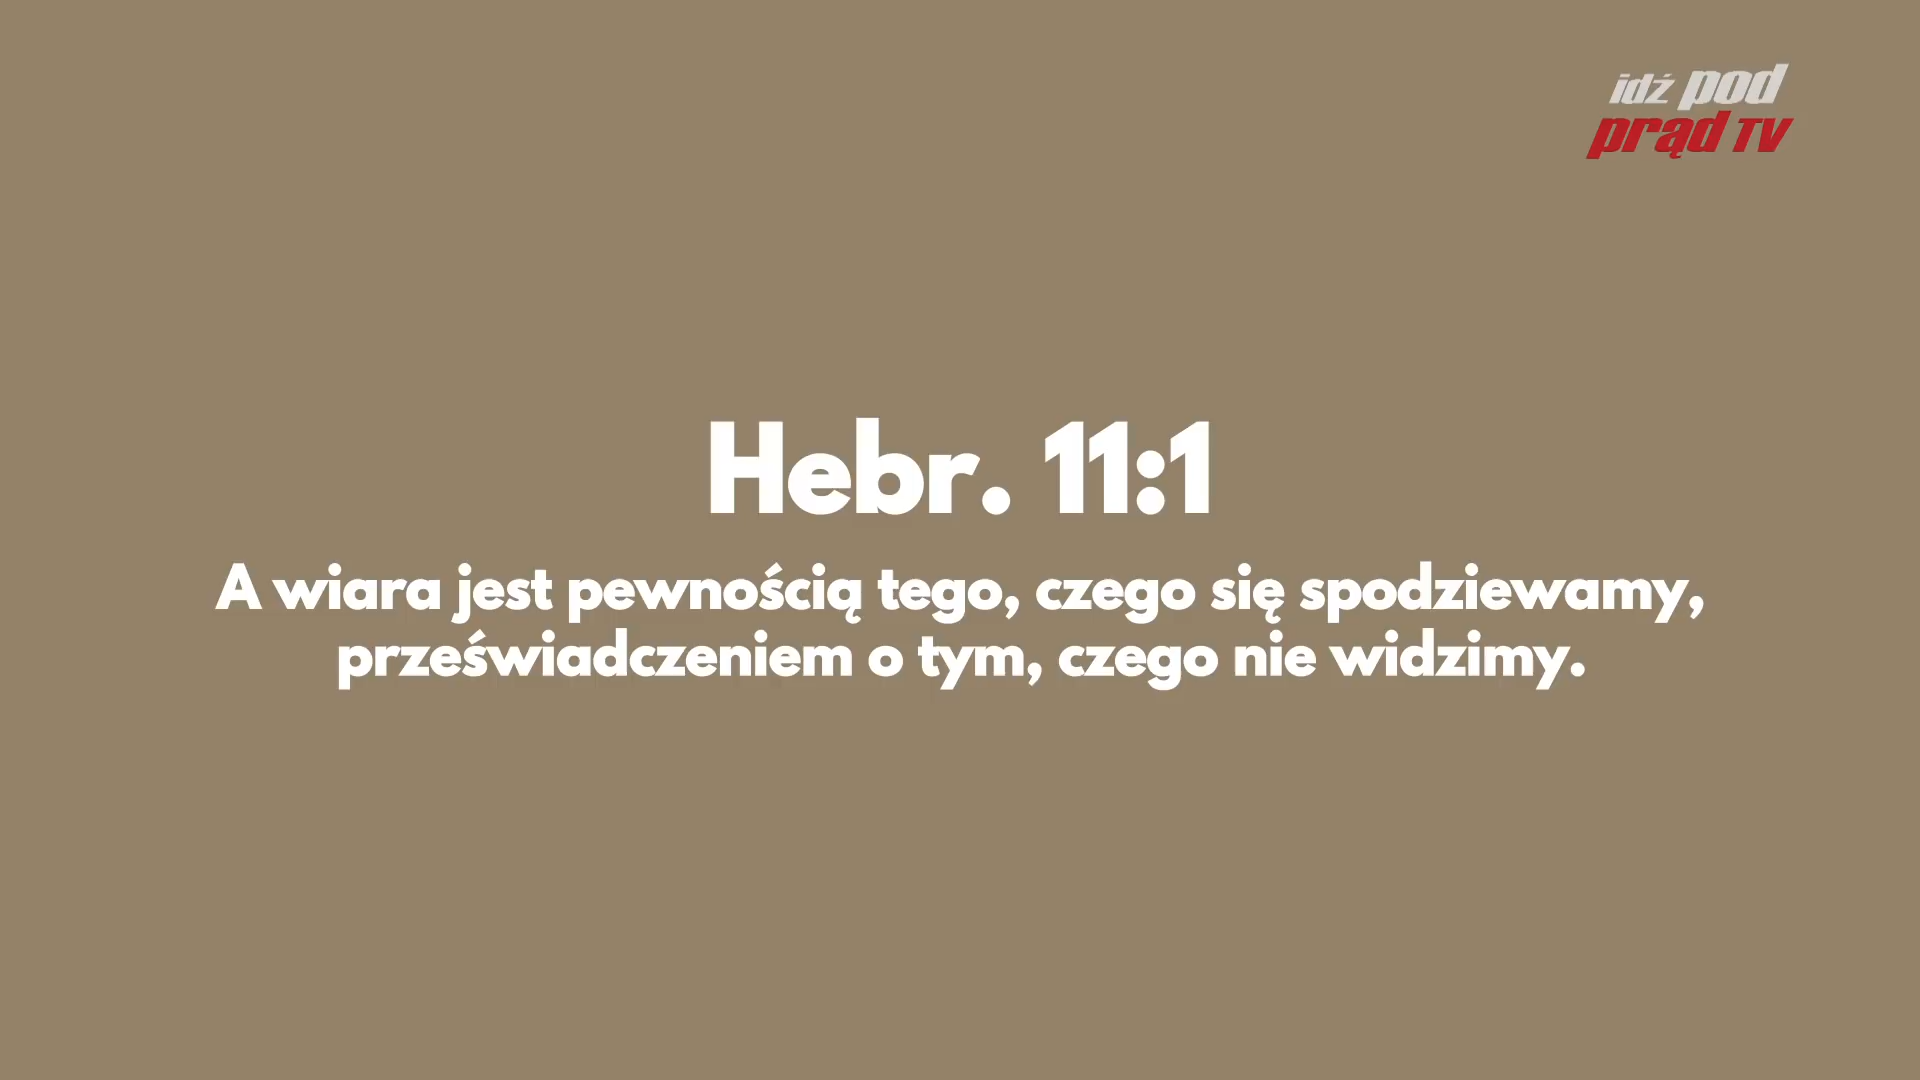 idź pod
prąd TV
Hebr. 11:1
A wiara jest pewnością tego, czego się spodziewamy,
przeświadczeniem o tym, czego nie widzimy.